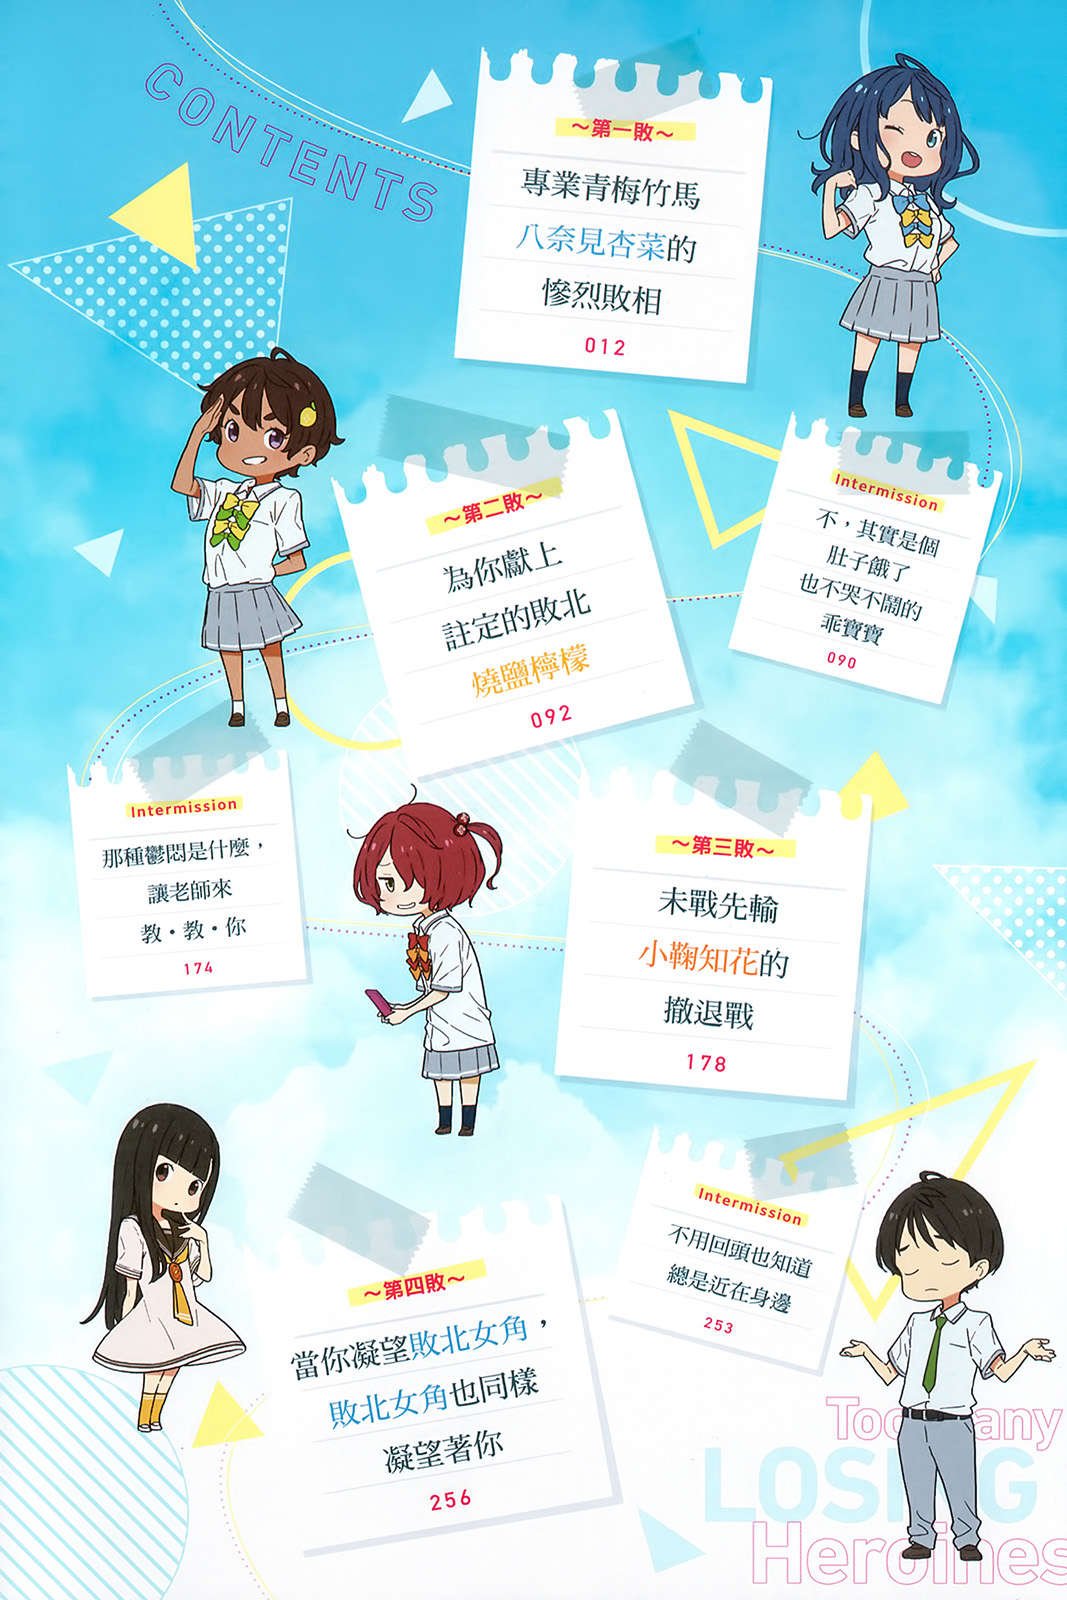 CONTENTS
～第一敗～
專業青梅竹馬
八奈見杏菜的
慘烈敗相
012
Intermission
不，其實是個
肚子餓了
也不哭不鬧的
乖寶寶
090
～第二敗～
為你獻上
註定的敗北
燒鹽檸檬
092
Intermission
那種鬱悶是什麼，
讓老師來
教・教・你
174
～第三敗～
未戰先輸
小鞠知花的
撤退戰
178
Intermission
不用回頭也知道
總是近在身邊
253
～第四敗～
當你凝望敗北女角，
敗北女角也同樣
凝望著你
256
Too Many
LOSING
Heroines